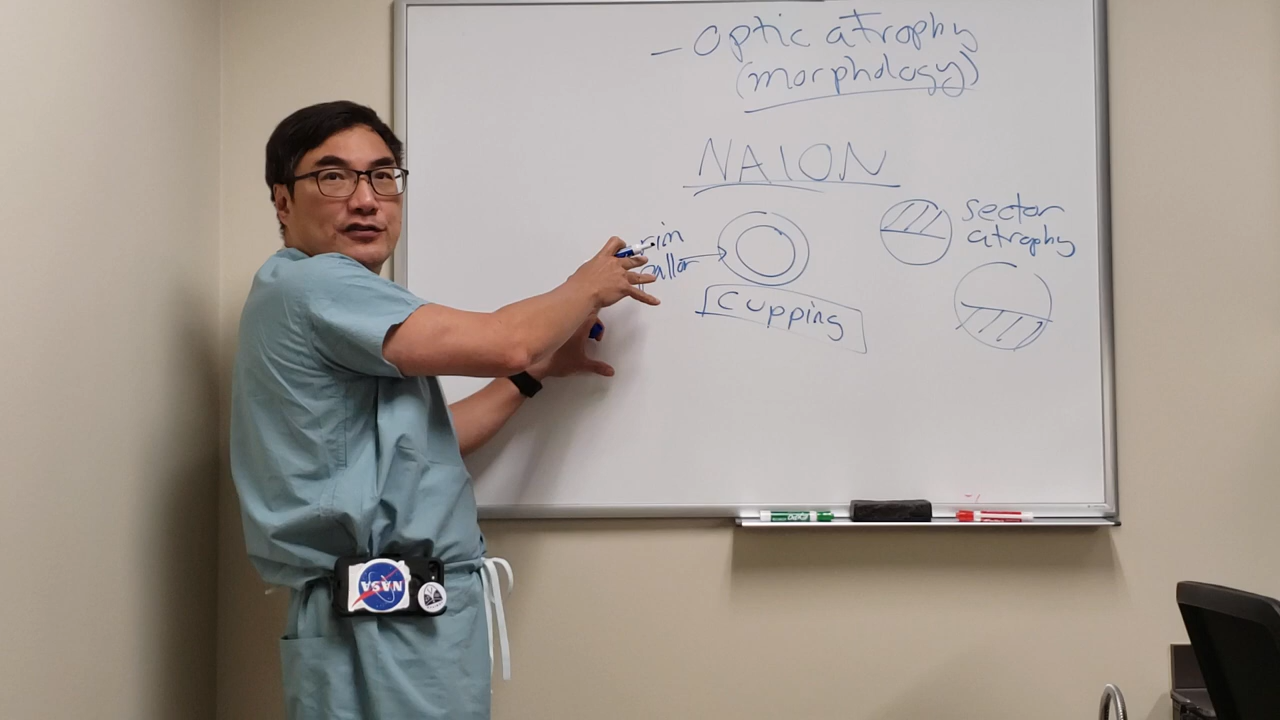 - Optic atrophy
(morphology)
NAION
rim
pallor
cupping
sector
atrophy
NASA